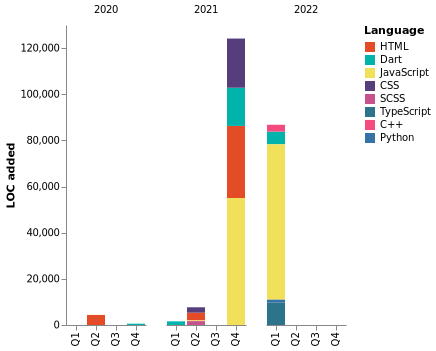 2020 2021 2022
Language
HTML
Dart
JavaScript
CSS
SCSS
TypeScript
C++
Python
LOC added
120,000
100,000
80,000
60,000
40,000
20,000
0
Q1 Q2 Q3 Q4 Q1 Q2 Q3 Q4 Q1 Q2 Q3 Q4